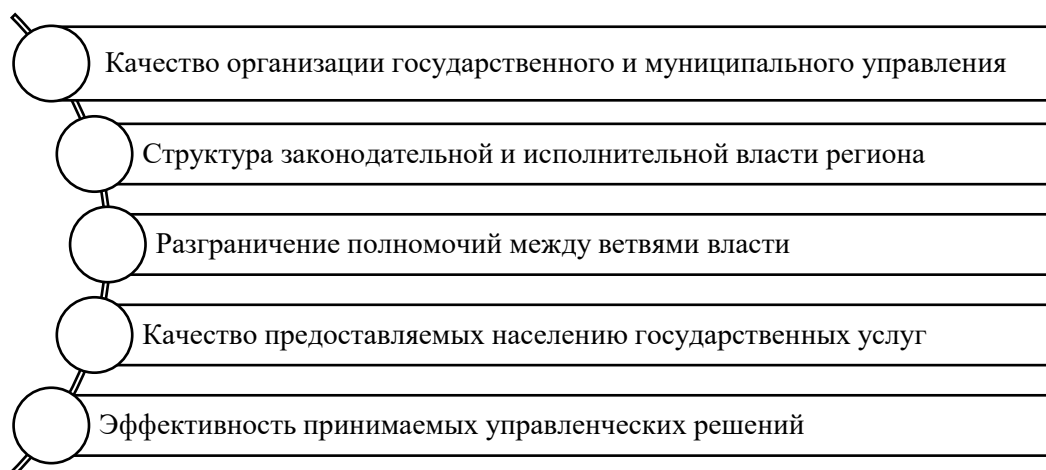 Качество организации государственного и муниципального управления
Структура законодательной и исполнительной власти региона
Разграничение полномочий между ветвями власти
Качество предоставляемых населению государственных услуг
Эффективность принимаемых управленческих решений